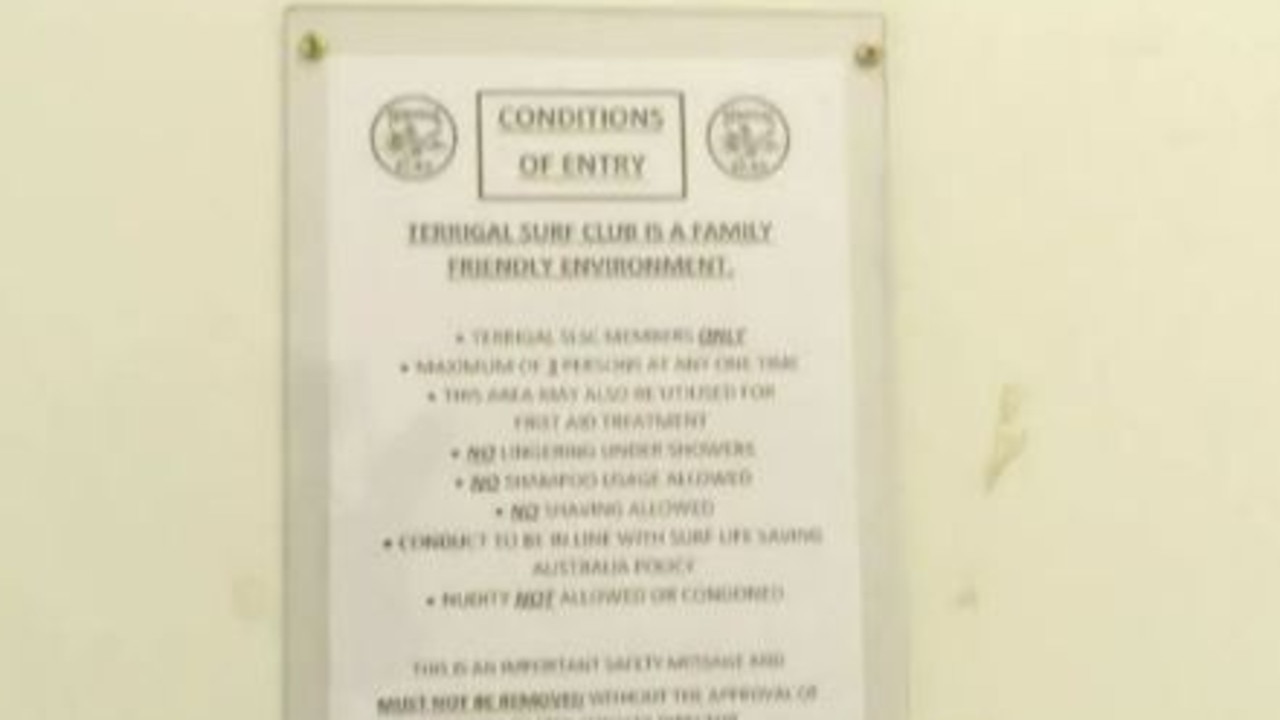 CONDITIONS
OF ENTRY
TERRIGAL SURF CLUB IS A FAMILY
FRIENDLY ENVIRONMENT.
• TERRIGAL SLSC MEMBERS ONLY
• MAXIMUM OF 3 PERSONS AT ANY ONE TIME
• THIS AREA MAY ALSO BE UTILISED FOR
FIRST AID TREATMENT
• NO LINGERING UNDER SHOWERS
• NO SHAMPOO USAGE ALLOWED
• NO SHAVING ALLOWED
• CONDUCT TO BE IN LINE WITH SURF LIFE SAVING
AUSTRALIA POLICY
• NUDITY NOT ALLOWED OR CONDONED
THIS IS AN IMPORTANT SAFETY MESSAGE AND
MUST NOT BE REMOVED WITHOUT THE APPROVAL OF